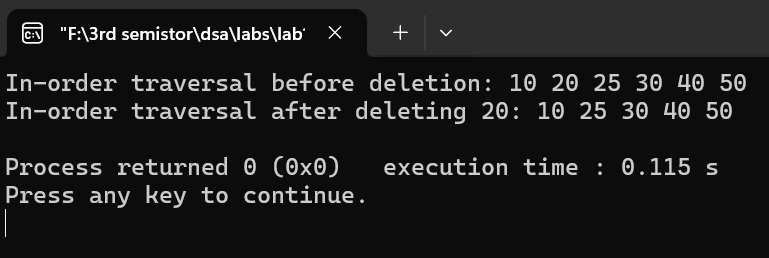 "F:\3rd semistor\dsa\labs\lab
In-order traversal before deletion: 10 20 25 30 40 50
In-order traversal after deleting 20: 10 25 30 40 50
Process returned 0 (0x0)   execution time : 0.115 s
Press any key to continue.